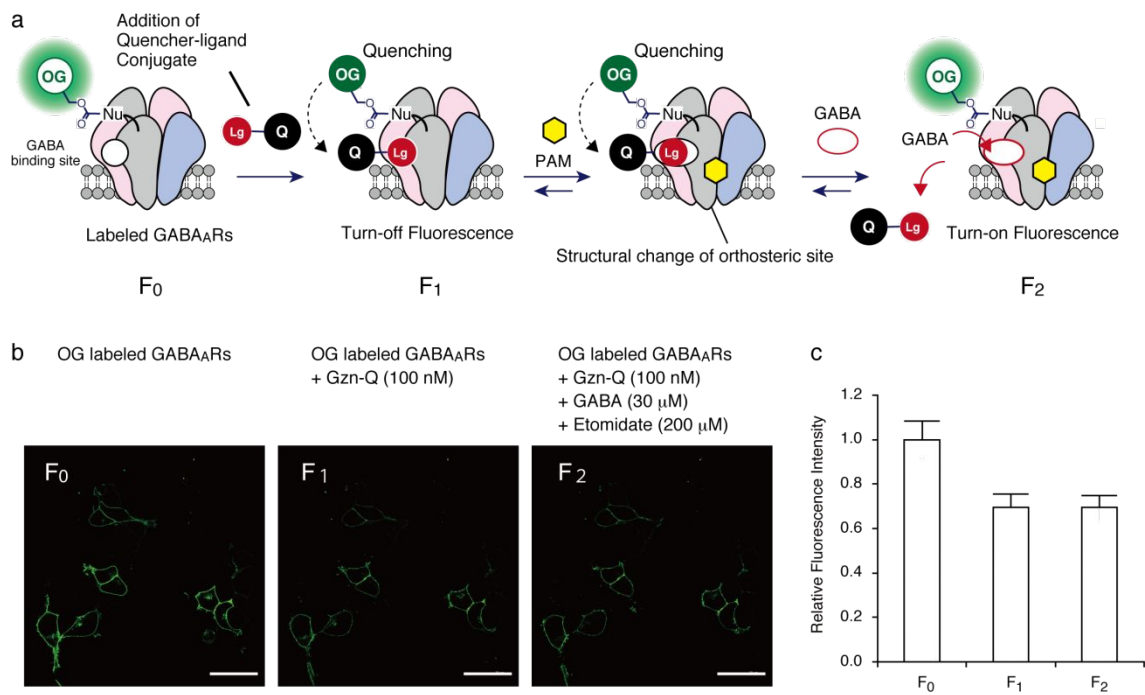 a
Addition of
Quencher-ligand
Conjugate
OG
Nu
O
O
GABA
binding site
Lg
Q
Labeled GABAARs
F0
Quenching
OG
Nu
O
O
Q
Lg
Turn-off Fluorescence
F1
PAM
Quenching
OG
Nu
O
O
Q
Lg
Structural change of orthosteric site
GABA
OG
Nu
O
O
GABA
Q
Lg
Turn-on Fluorescence
F2
b
OG labeled GABAARs
OG labeled GABAARs
+ Gzn-Q (100 nM)
OG labeled GABAARs
+ Gzn-Q (100 nM)
+ GABA (30 μM)
+ Etomidate (200 μM)
F0
F1
F2
c
Relative Fluorescence Intensity
1.2
1.0
0.8
0.6
0.4
0.2
0.0
F0
F1
F2